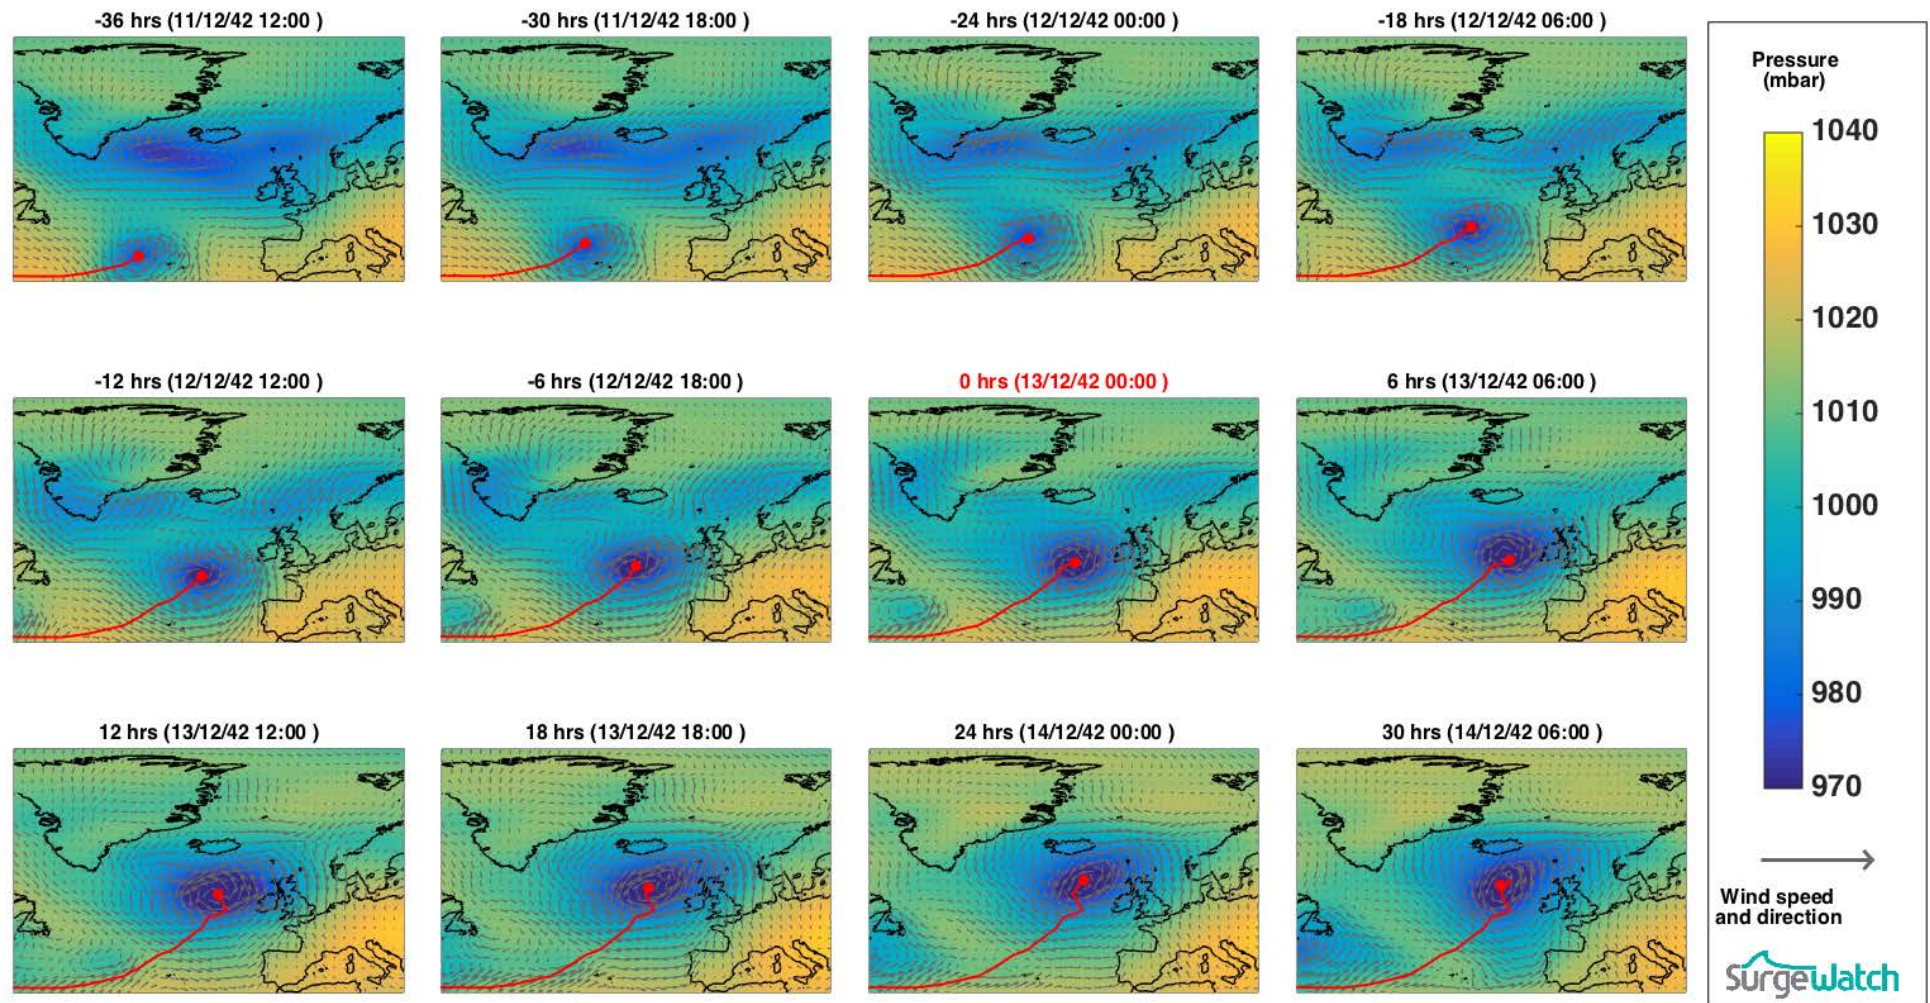 -36 hrs (11/12/42 12:00 )
-30 hrs (11/12/42 18:00 )
-24 hrs (12/12/42 00:00 )
-18 hrs (12/12/42 06:00 )
-12 hrs (12/12/42 12:00 )
-6 hrs (12/12/42 18:00 )
0 hrs (13/12/42 00:00 )
6 hrs (13/12/42 06:00 )
12 hrs (13/12/42 12:00 )
18 hrs (13/12/42 18:00 )
24 hrs (14/12/42 00:00 )
30 hrs (14/12/42 06:00 )
Pressure
(mbar)
1040
1030
1020
1010
1000
990
980
970
Wind speed
and direction
SurgeWatch